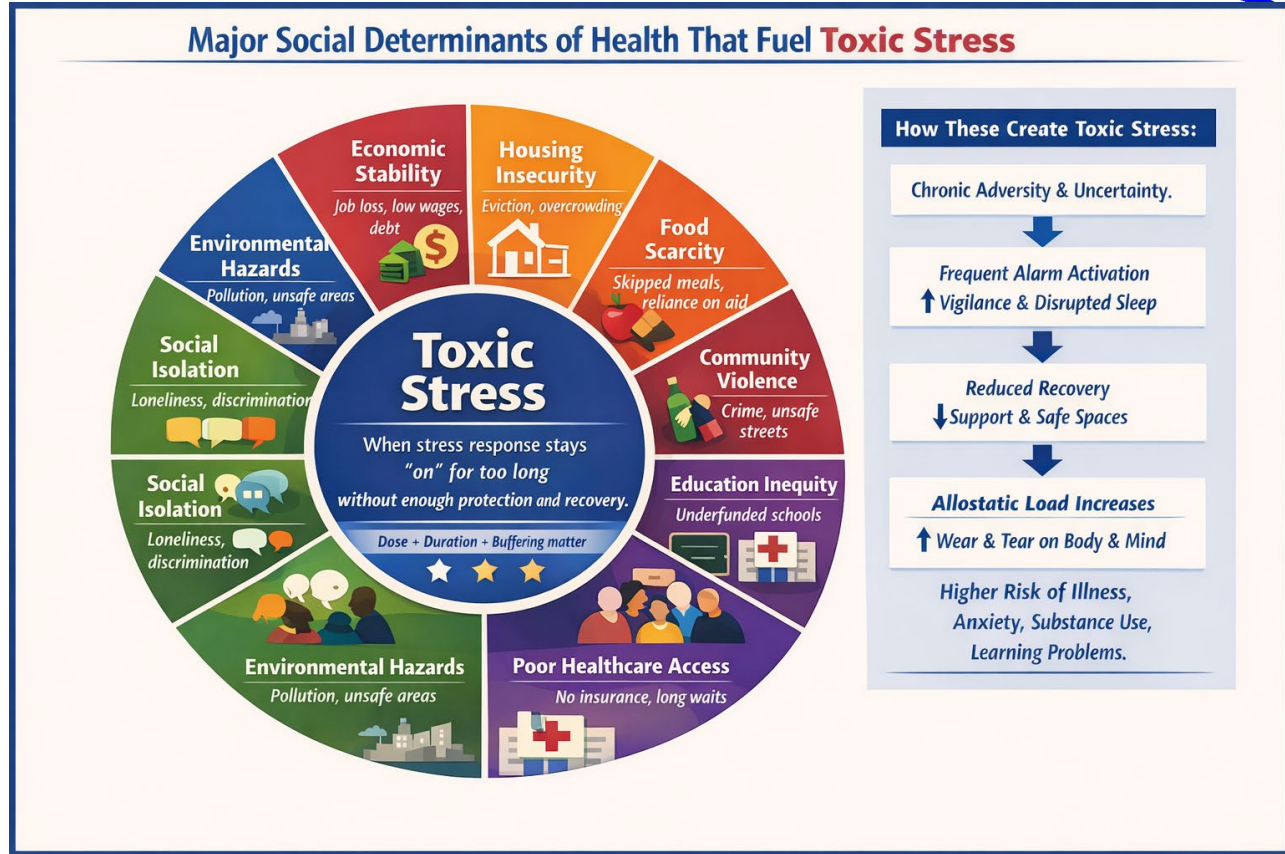 Major Social Determinants of Health That Fuel Toxic Stress
Economic
Stability
Job loss, low wages,
debt
$
Housing
Insecurity
Eviction, overcrowding
Food
Scarcity
Skipped meals,
reliance on aid
Community
Violence
Crime, unsafe
streets
Education Inequity
Underfunded schools
Poor Healthcare Access
No insurance, long waits
Environmental Hazards
Pollution, unsafe areas
Social
Isolation
Loneliness,
discrimination
Social
Isolation
Loneliness, discrimination
Environmental
Hazards
Pollution, unsafe areas
Toxic
Stress
When stress response stays
"on" for too long
without enough protection and recovery.
Dose + Duration + Buffering matter
How These Create Toxic Stress:
Chronic Adversity & Uncertainty.
Frequent Alarm Activation
↑ Vigilance & Disrupted Sleep
Reduced Recovery
↓ Support & Safe Spaces
Allostatic Load Increases
↑ Wear & Tear on Body & Mind
Higher Risk of Illness,
Anxiety, Substance Use,
Learning Problems.